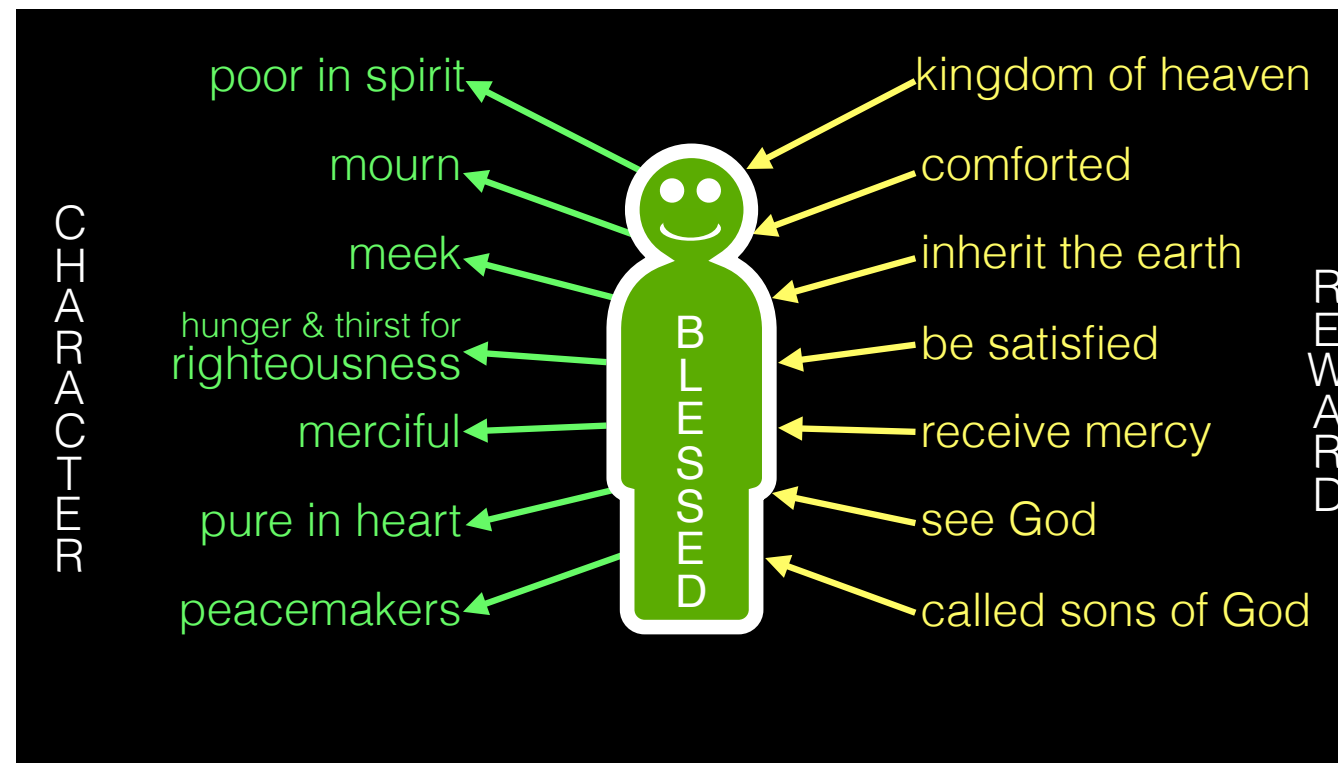 CHARACTER
poor in spirit
mourn
meek
hunger & thirst for
righteousness
merciful
pure in heart
peacemakers
BLESSED
kingdom of heaven
comforted
inherit the earth
be satisfied
receive mercy
see God
called sons of God
REWARD